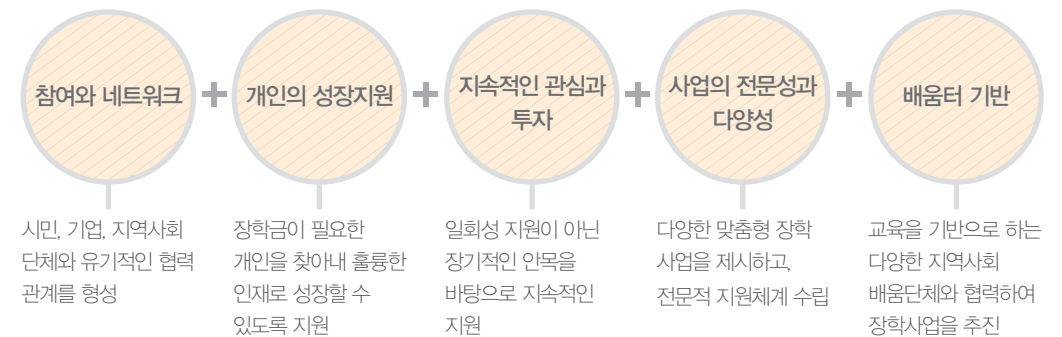 참여와 네트워크
+
개인의 성장지원
+
지속적인 관심과
투자
+
사업의 전문성과
다양성
+
배움터 기반
시민, 기업, 지역사회
단체와 유기적인 협력
관계를 형성
장학금이 필요한
개인을 찾아내 훌륭한
인재로 성장할 수
있도록 지원
일회성 지원이 아닌
장기적인 안목을
바탕으로 지속적인
지원
다양한 맞춤형 장학
사업을 제시하고,
전문적 지원체계 수립
교육을 기반으로 하는
다양한 지역사회
배움단체와 협력하여
장학사업을 추진